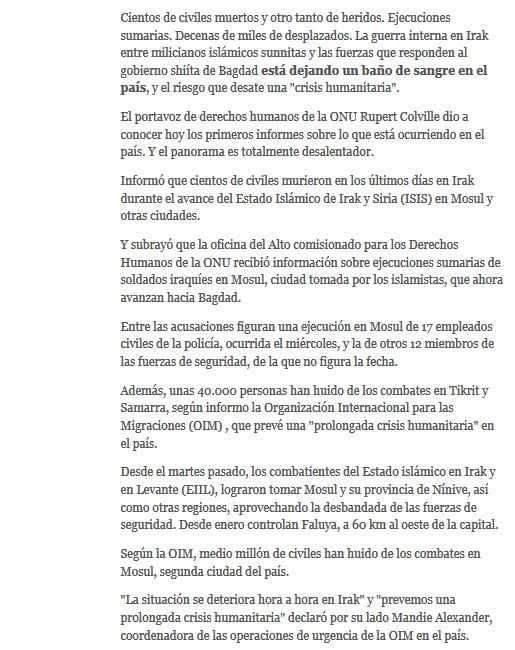 Cientos de civiles muertos y otro tanto de heridos. Ejecuciones
sumarias. Decenas de miles de desplazados. La guerra interna en Irak
entre milicianos islámicos sunnitas y las fuerzas que responden al
gobierno shiíta de Bagdad está dejando un baño de sangre en el
país, y el riesgo que desate una "crisis humanitaria".
El portavoz de derechos humanos de la ONU Rupert Colville dio a
conocer hoy los primeros informes sobre lo que está ocurriendo en el
país. Y el panorama es totalmente desalentador.
Informó que cientos de civiles murieron en los últimos días en Irak
durante el avance del Estado Islámico de Irak y Siria (ISIS) en Mosul y
otras ciudades.
Y subrayó que la oficina del Alto comisionado para los Derechos
Humanos de la ONU recibió información sobre ejecuciones sumarias de
soldados iraquíes en Mosul, ciudad tomada por los islamistas, que ahora
avanzan hacia Bagdad.
Entre las acusaciones figuran una ejecución en Mosul de 17 empleados
civiles de la policía, ocurrida el miércoles, y la de otros 12 miembros de
las fuerzas de seguridad, de la que no figura la fecha.
Además, unas 40.000 personas han huido de los combates en Tikrit y
Samarra, según informo la Organización Internacional para las
Migraciones (OIM) , que prevé una "prolongada crisis humanitaria" en
el país.
Desde el martes pasado, los combatientes del Estado islámico en Irak y
en Levante (EIIL), lograron tomar Mosul y su provincia de Nínive, así
como otras regiones, aprovechando la desbandada de las fuerzas de
seguridad. Desde enero controlan Faluya, a 60 km al oeste de la capital.
Según la OIM, medio millón de civiles han huido de los combates en
Mosul, segunda ciudad del país.
"La situación se deteriora hora a hora en Irak" y "prevemos una
prolongada crisis humanitaria" declaró por su lado Mandie Alexander,
coordenadora de las operaciones de urgencia de la OIM en el país.